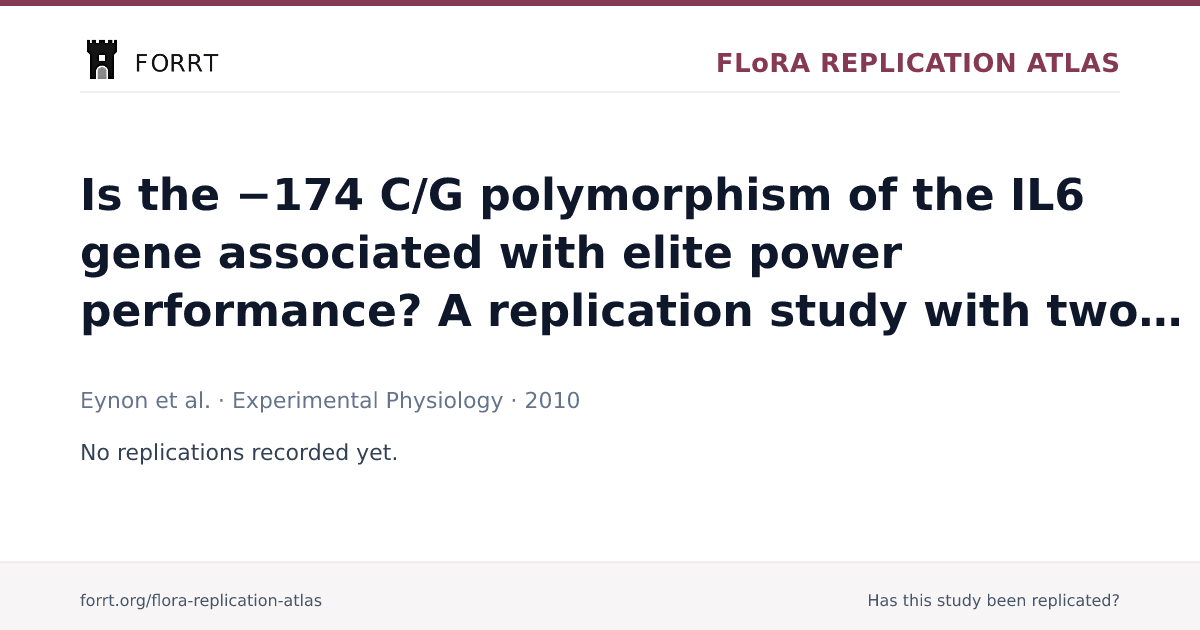 FORRT
FLoRA REPLICATION ATLAS
Is the −174 C/G polymorphism of the IL6
gene associated with elite power
performance? A replication study with two…
Eynon et al. · Experimental Physiology · 2010
No replications recorded yet.
forrt.org/flora-replication-atlas
Has this study been replicated?